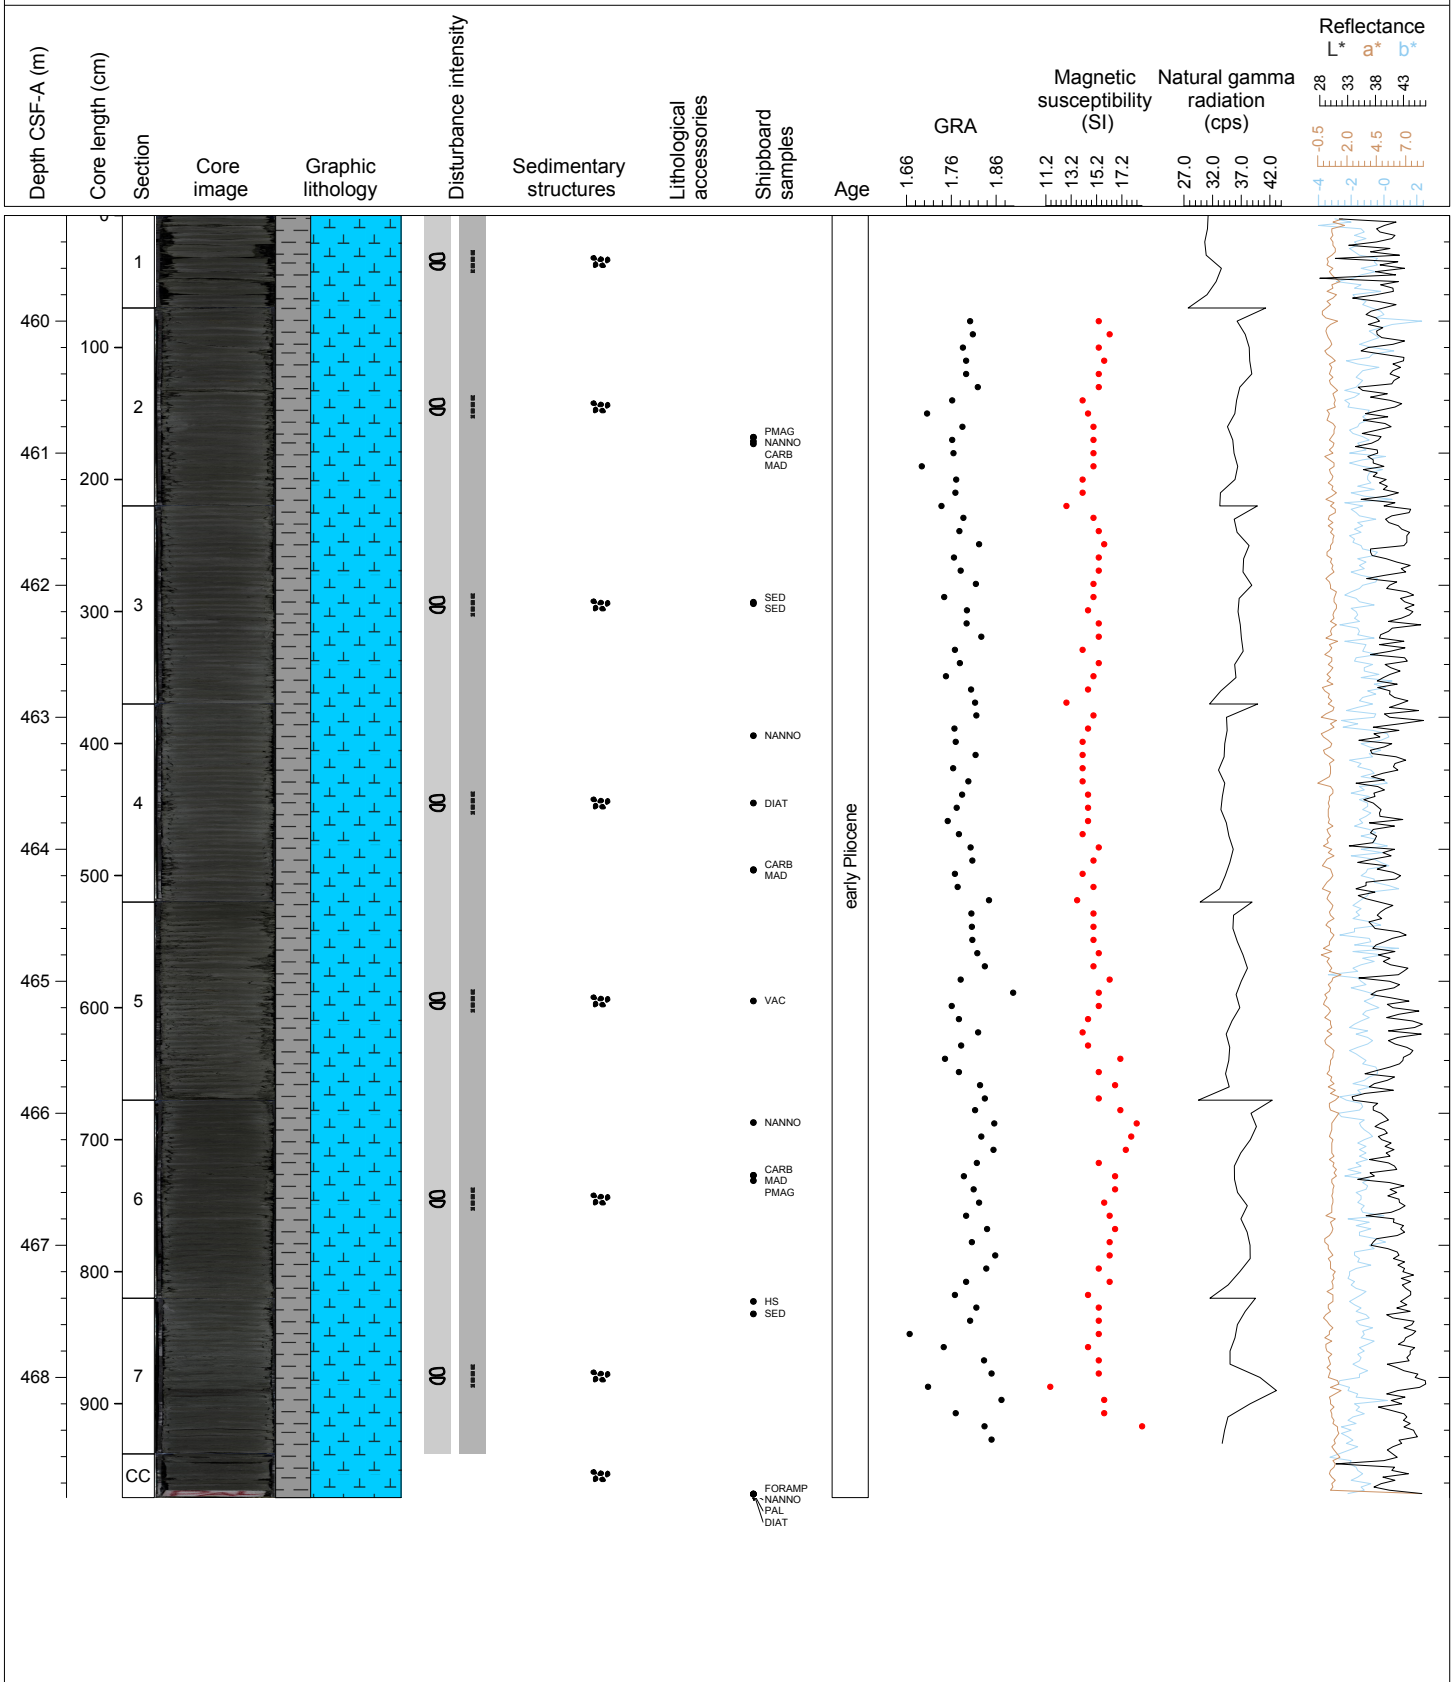 Depth CSF-A (m)
Core length (cm)
Section
Core
image
Graphic
lithology
Disturbance intensity
Sedimentary
structures
Lithological
accessories
Shipboard
samples
Age
GRA
1.66 1.76 1.86
Magnetic
susceptibility
(SI)
11.2 13.2 15.2 17.2
Natural gamma
radiation
(cps)
27.0 32.0 37.0 42.0
Reflectance
L* a* b*
28 33 38 43
-0.5 2.0 4.5 7.0
-4 -2 -0 2
0
1
460
100
2
PMAG
NANNO
461
CARB
MAD
200
462
3
300
SED
SED
463
NANNO
400
4
DIAT
464
CARB
500
MAD
early Pliocene
465
5
600
VAC
466
NANNO
700
CARB
MAD
6
PMAG
467
800
HS
SED
468
7
900
CC
FORAMP
NANNO
PAL
DIAT